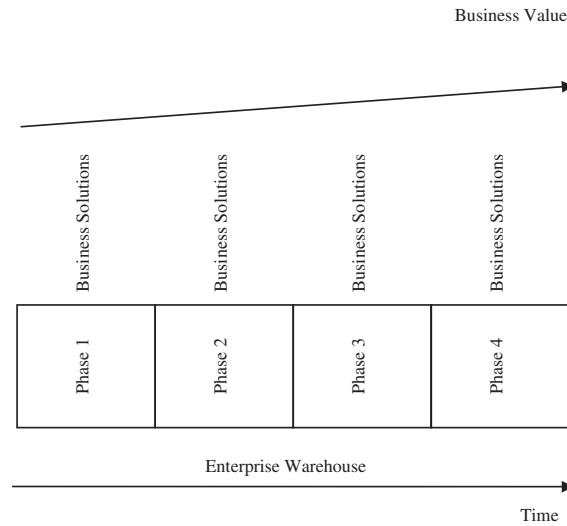 Business Value
Business Solutions
Business Solutions
Business Solutions
Business Solutions
Phase 1
Phase 2
Phase 3
Phase 4
Enterprise Warehouse
Time